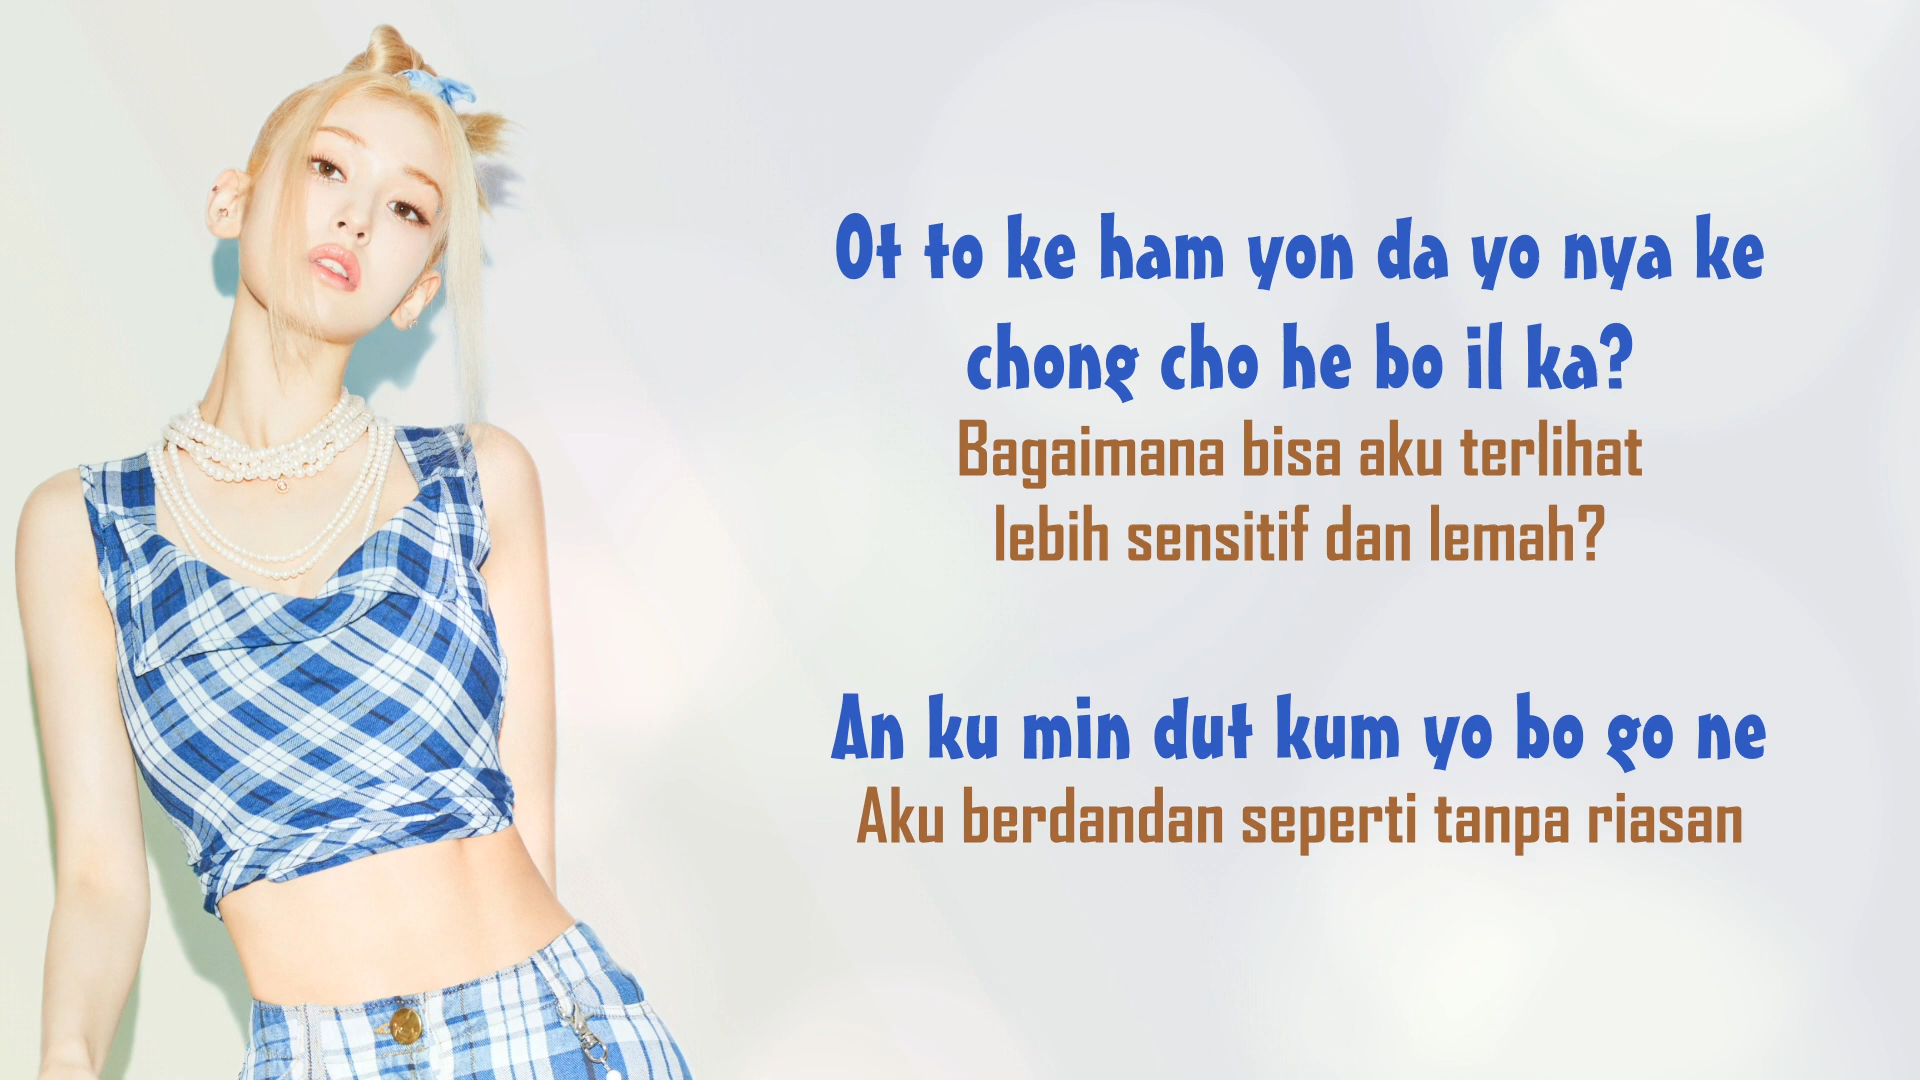 Ot to ke ham yon da yo nya ke
chong cho he bo il ka?
Bagaimana bisa aku terlihat
lebih sensitif dan lemah?
An ku min dut kum yo bo go ne
Aku berdandan seperti tanpa riasan